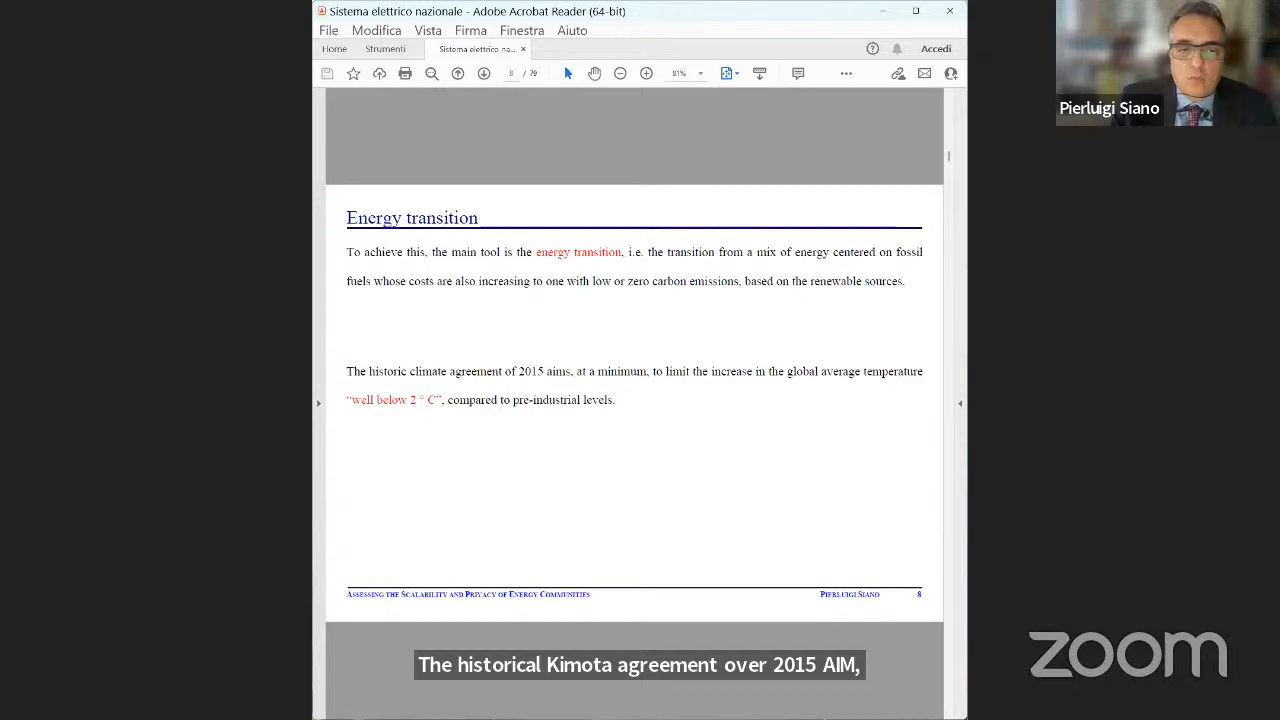 Sistema elettrico nazionale - Adobe Acrobat Reader (64-bit)
File Modifica Vista Firma Finestra Aiuto
Home Strumenti Sistema elettrico na... × Accedi
8 / 79 81%
Pierluigi Siano
Energy transition
To achieve this, the main tool is the energy transition, i.e. the transition from a mix of energy centered on fossil
fuels whose costs are also increasing to one with low or zero carbon emissions, based on the renewable sources.
The historic climate agreement of 2015 aims, at a minimum, to limit the increase in the global average temperature
“well below 2 ° C”, compared to pre-industrial levels.
ASSESSING THE SCALABILITY AND PRIVACY OF ENERGY COMMUNITIES PIERLUIGI SIANO 8
The historical Kimota agreement over 2015 AIM,
zoom